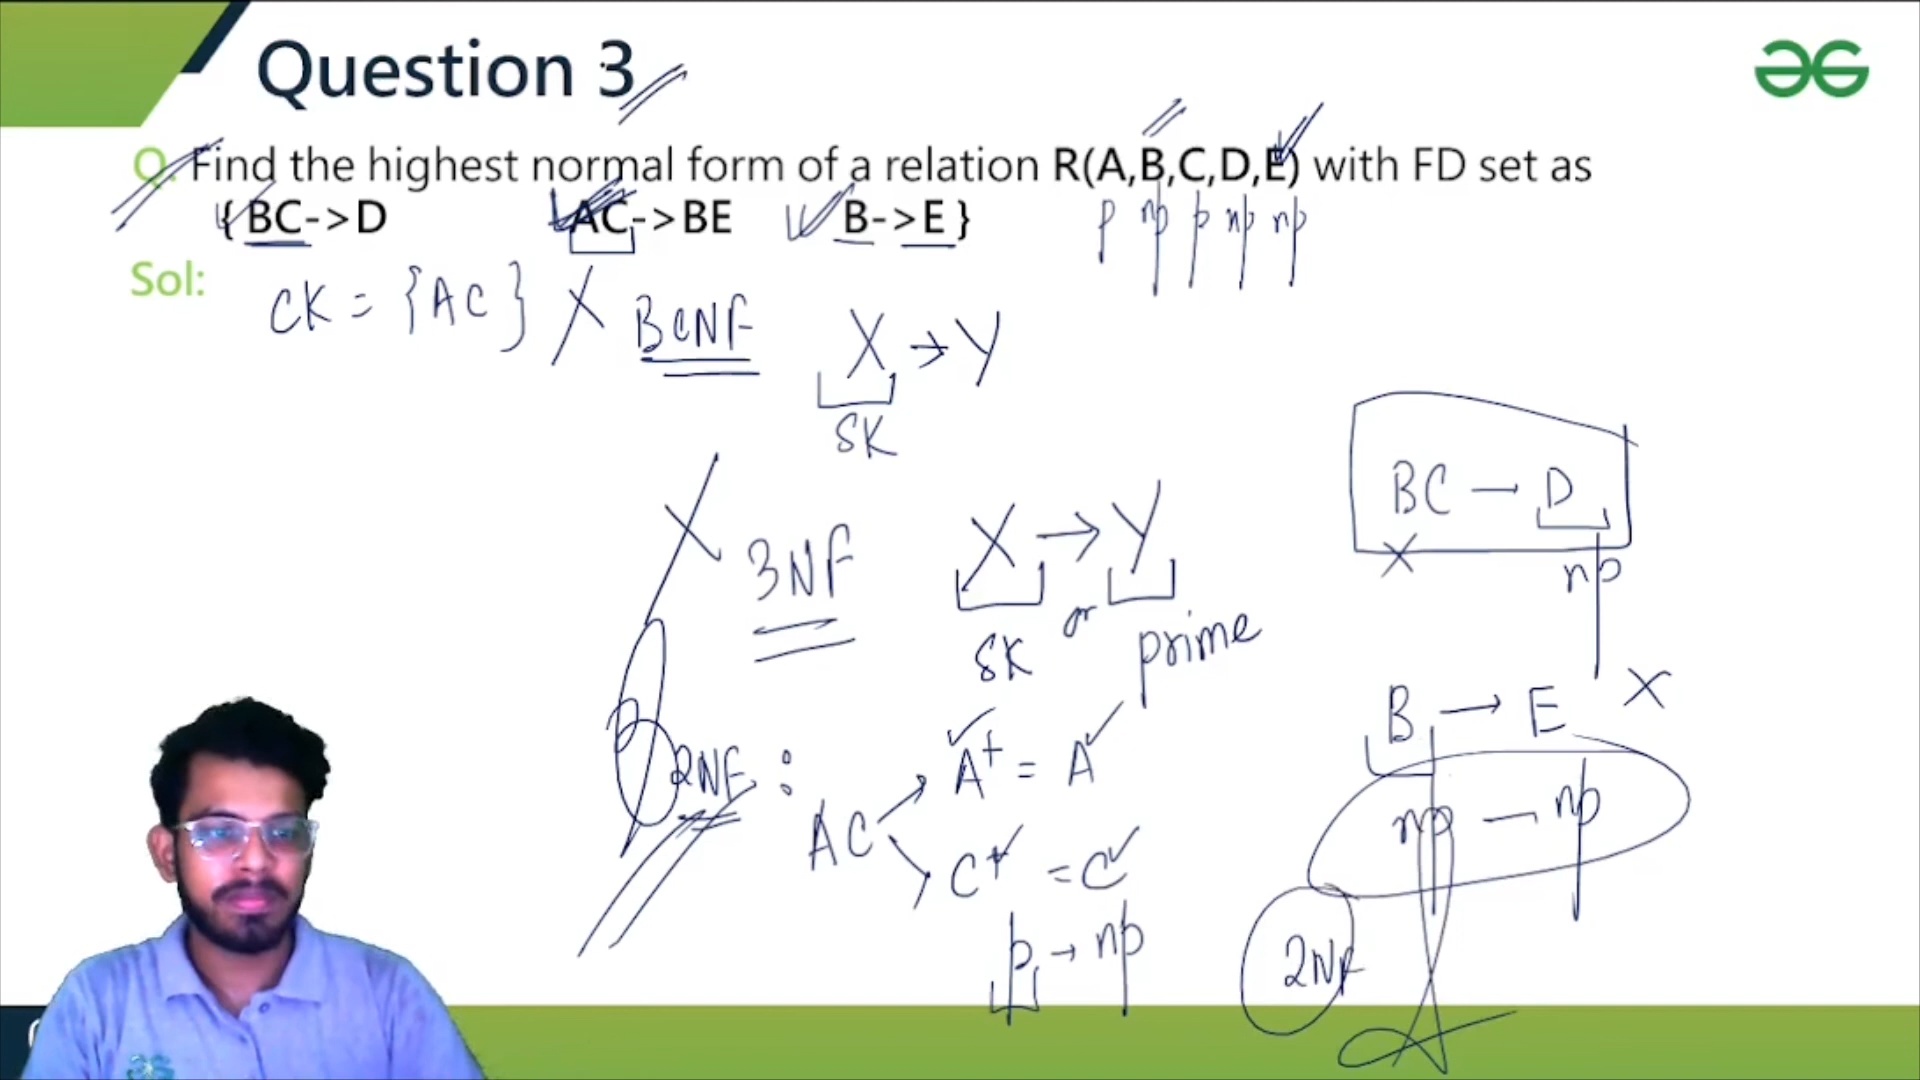 Question 3
Q. Find the highest normal form of a relation R(A,B,C,D,E) with FD set as
{ BC->D AC->BE B->E }
p np p np np
Sol:
CK = {AC} X BCNF X → Y
SK
BC — D
X np
X 3NF X → Y
SK or prime
B → E X
np — np
2NF : AC
A+ = A
C+ = C
p → np
2NF